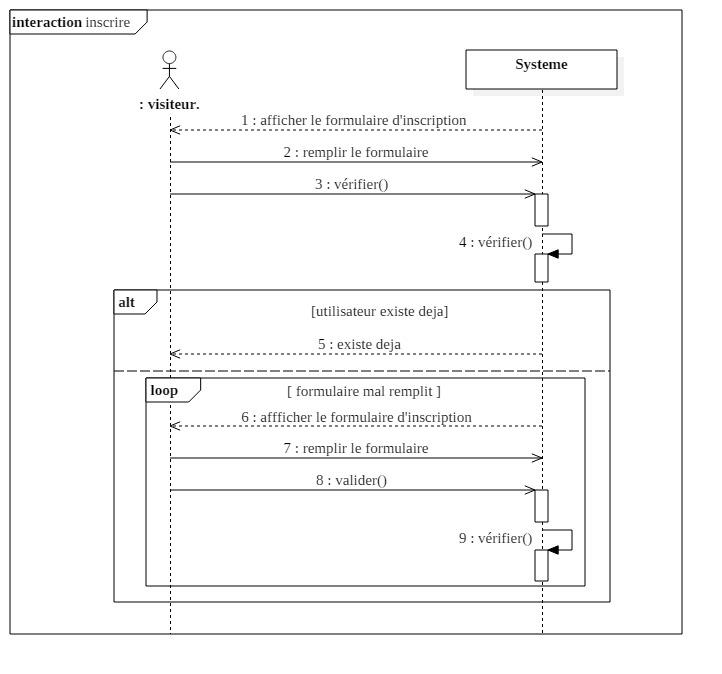 interaction inscrire
Systeme
: visiteur.
1 : afficher le formulaire d'inscription
2 : remplir le formulaire
3 : vérifier()
4 : vérifier()
alt
[utilisateur existe deja]
5 : existe deja
loop
[ formulaire mal remplit ]
6 : affficher le formulaire d'inscription
7 : remplir le formulaire
8 : valider()
9 : vérifier()